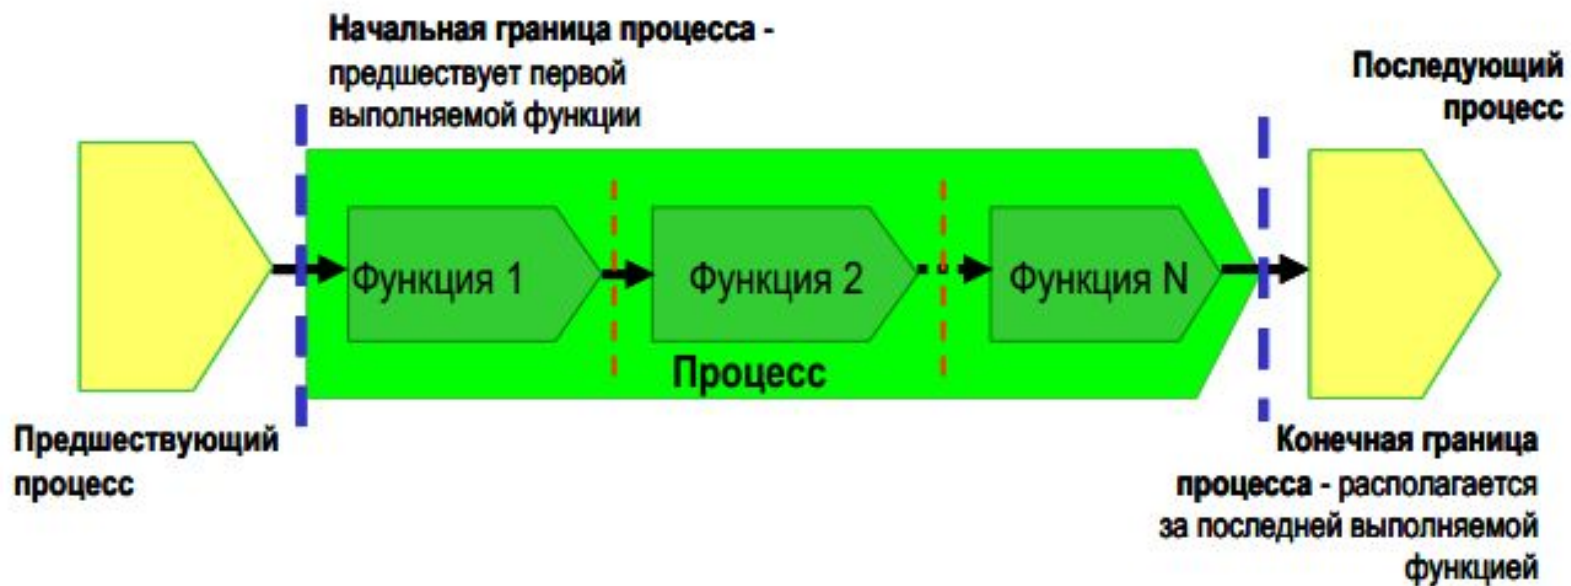 Начальная граница процесса -
предшествует первой
выполняемой функции
Последующий
процесс
Функция 1
Функция 2
Функция N
Процесс
Предшествующий
процесс
Конечная граница
процесса - располагается
за последней выполняемой
функцией